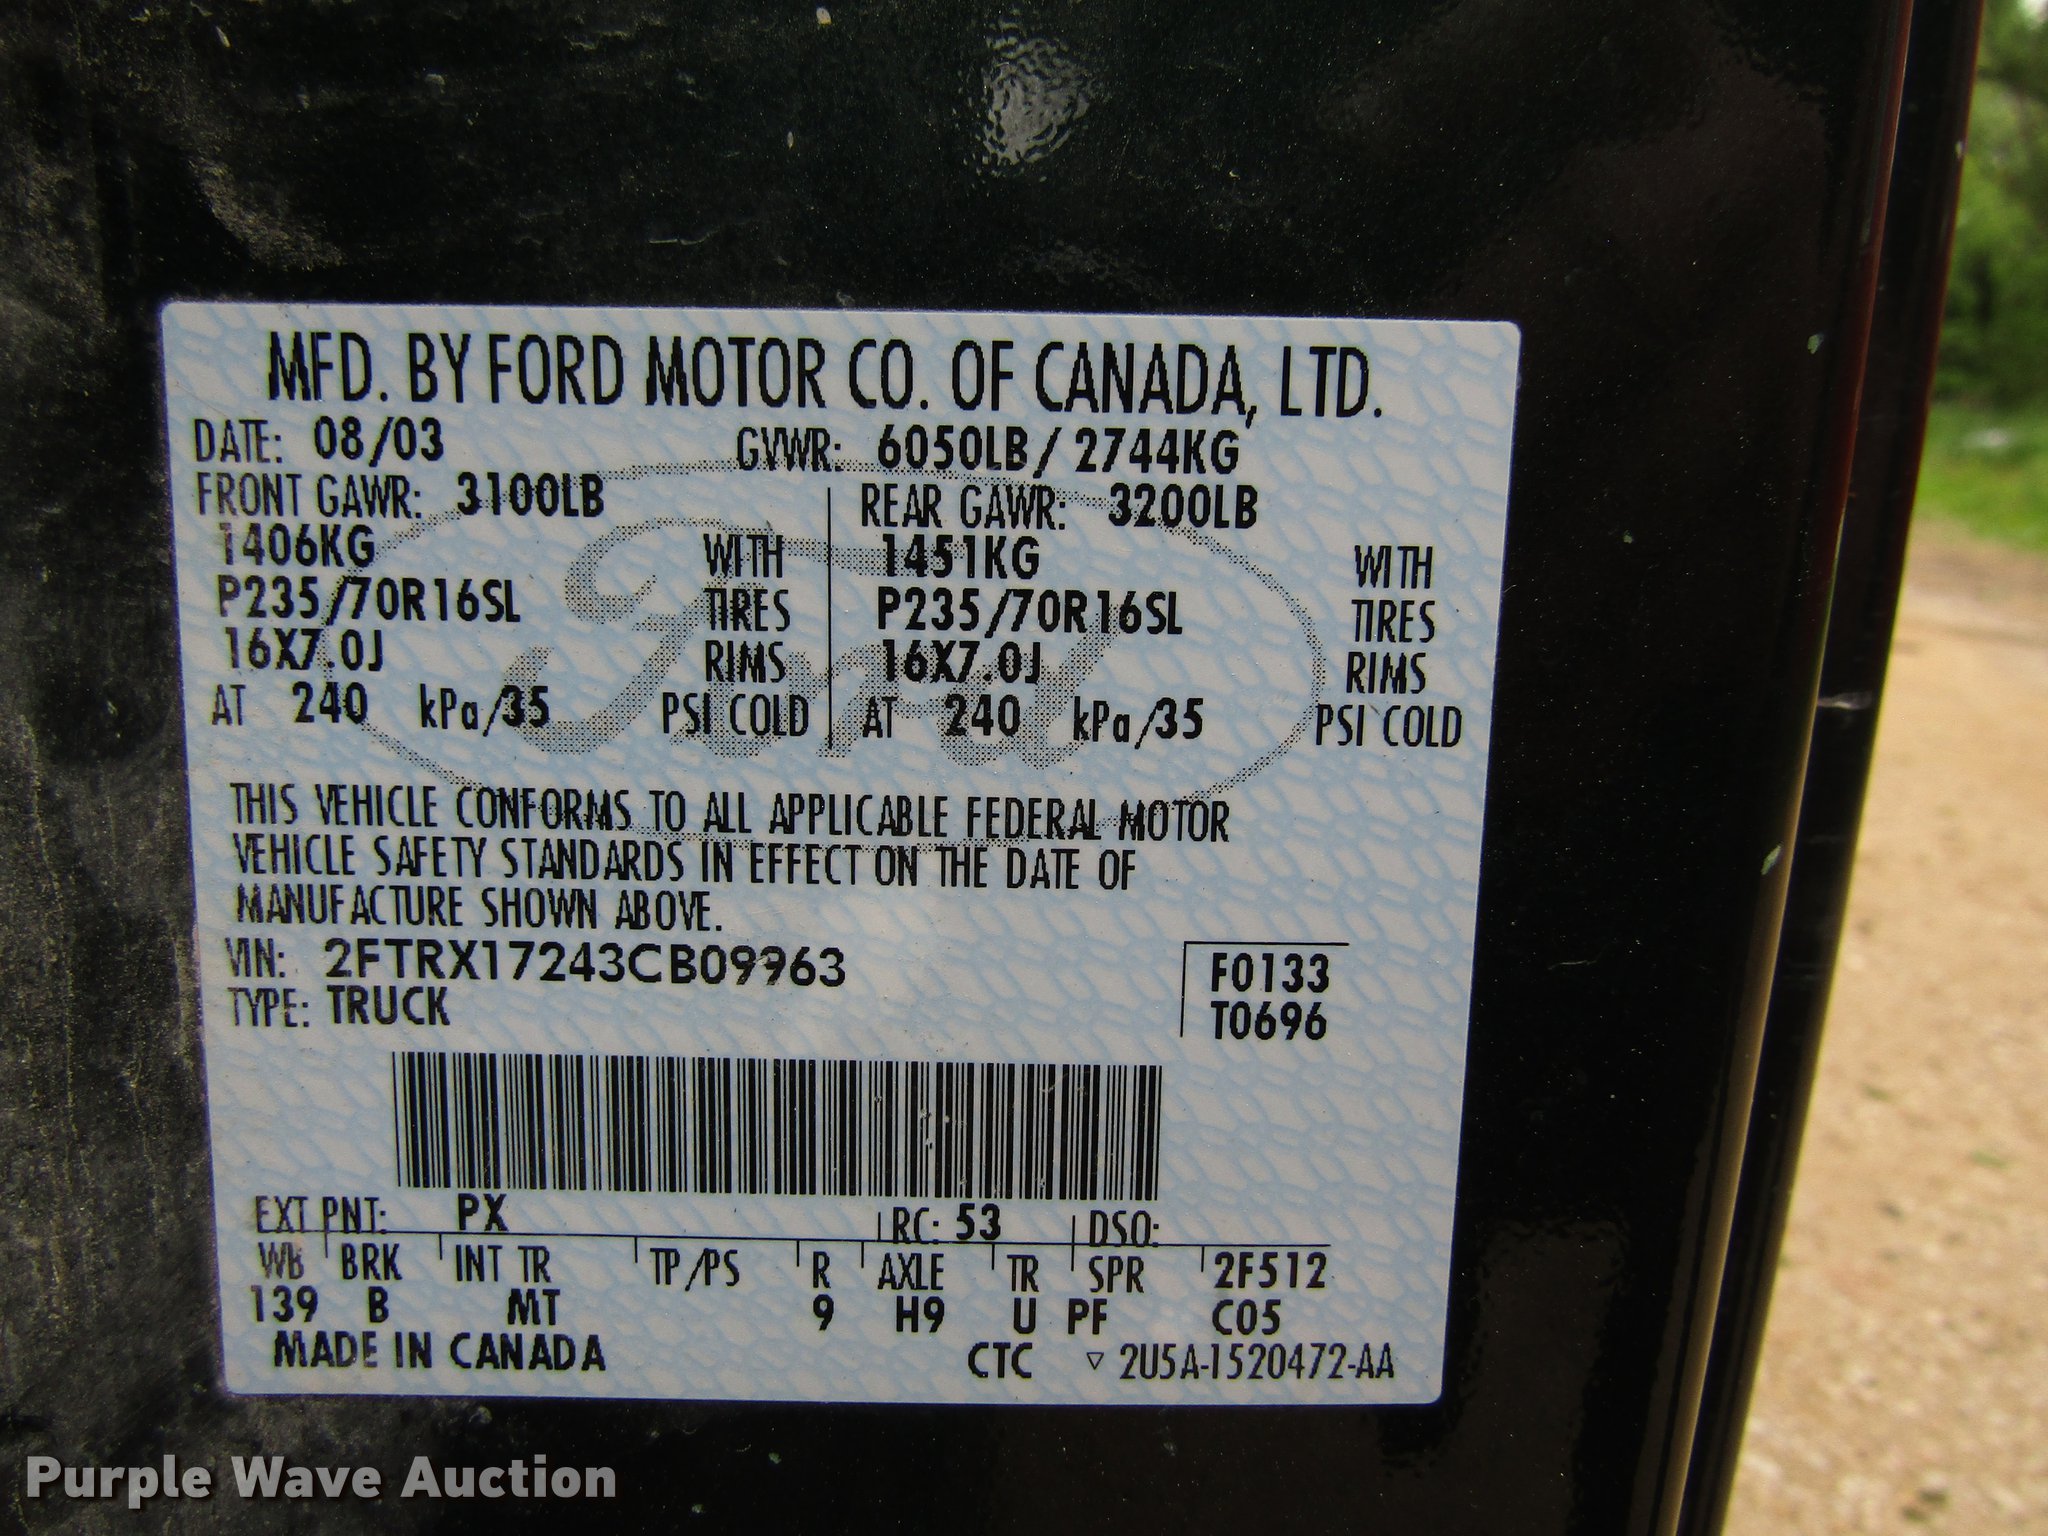 MFD. BY FORD MOTOR CO. OF CANADA, LTD.
DATE: 08/03 GVWR: 6050LB/2744KG
FRONT GAWR: 3100LB REAR GAWR: 3200LB
1406KG WITH 1451KG WITH
P235/70R16SL TIRES P235/70R16SL TIRES
16X7.0J RIMS 16X7.0J RIMS
AT 240 kPa/35 PSI COLD AT 240 kPa/35 PSI COLD
Ford
THIS VEHICLE CONFORMS TO ALL APPLICABLE FEDERAL MOTOR
VEHICLE SAFETY STANDARDS IN EFFECT ON THE DATE OF
MANUFACTURE SHOWN ABOVE.
VIN: 2FTRX17243CB09963 F0133
TYPE: TRUCK T0696
EXT PNT: PX RC: 53 DSO:
WB BRK INT TR TP/PS R AXLE TR SPR 2F512
139 B MT 9 H9 U PF C05
MADE IN CANADA CTC ▽ 2U5A-1520472-AA
Purple Wave Auction